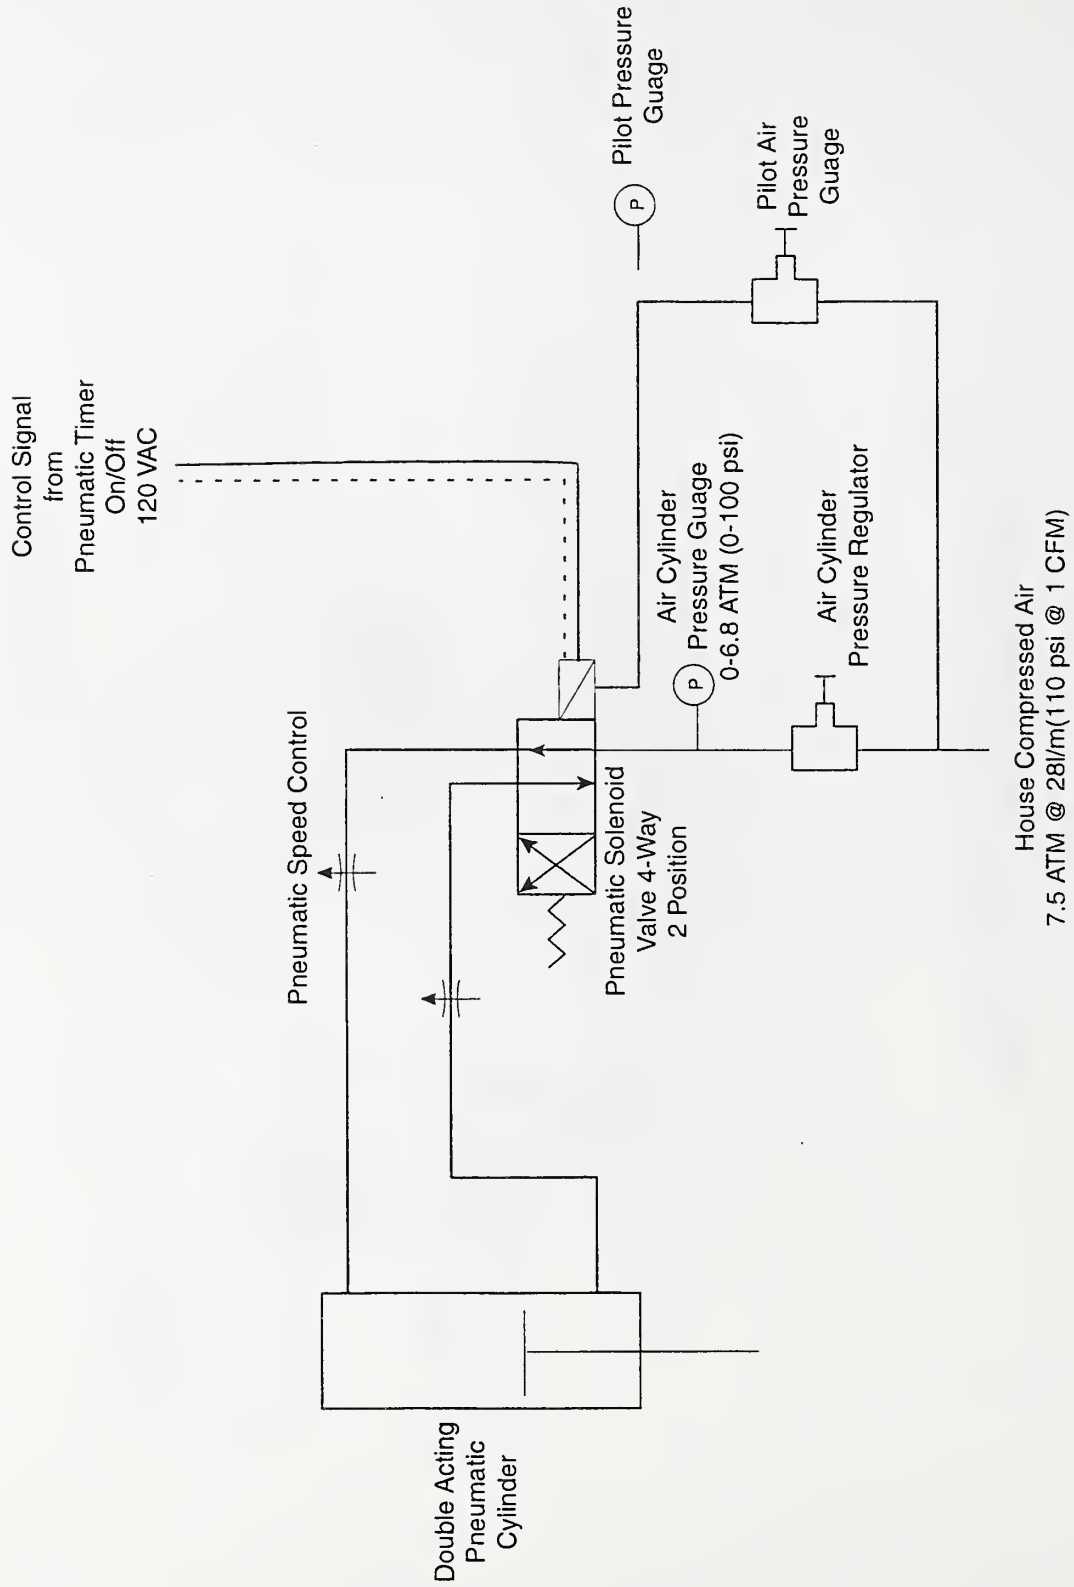 Control Signal
from
Pneumatic Timer
On/Off
120 VAC
Pneumatic Speed Control
Double Acting
Pneumatic
Cylinder
Pneumatic Solenoid
Valve 4-Way
2 Position
Air Cylinder
Pressure Guage
0-6.8 ATM (0-100 psi)
P
P
Pilot Pressure
Guage
Pilot Air
Pressure
Guage
Air Cylinder
Pressure Regulator
House Compressed Air
7.5 ATM @ 28l/m(110 psi @ 1 CFM)